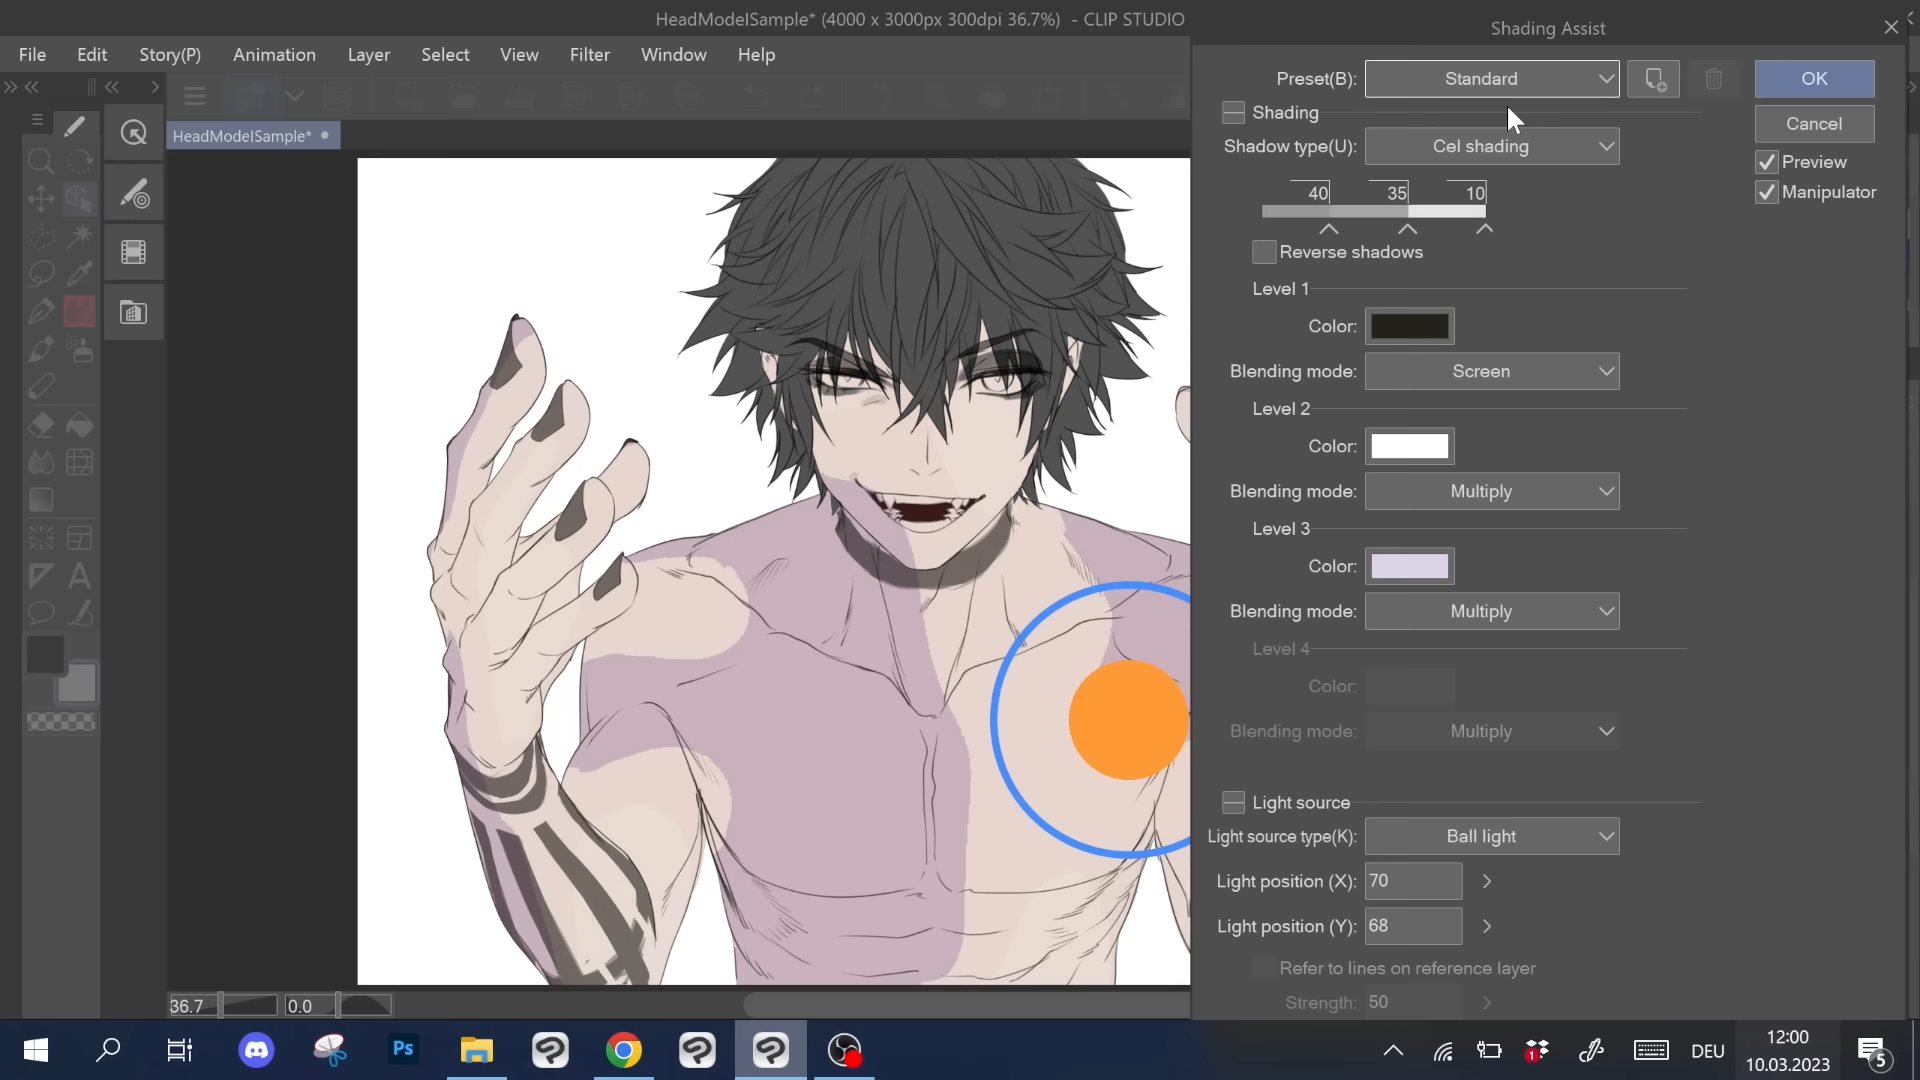 HeadModelSample* (4000 x 3000px 300dpi 36.7%)  - CLIP STUDIO
Shading Assist
File Edit Story(P) Animation Layer Select View Filter Window Help
Preset(B): Standard
OK
Shading
Cancel
HeadModelSample*
Shadow type(U): Cel shading
Preview
40 35 10
Manipulator
Reverse shadows
Level 1
Color:
Blending mode: Screen
Level 2
Color:
Blending mode: Multiply
Level 3
Color:
Blending mode: Multiply
Level 4
Color:
Blending mode: Multiply
Light source
Light source type(K): Ball light
Light position (X): 70
Light position (Y): 68
Refer to lines on reference layer
Strength: 50
36.7 0.0
Ps
1
DEU
12:00
10.03.2023
5